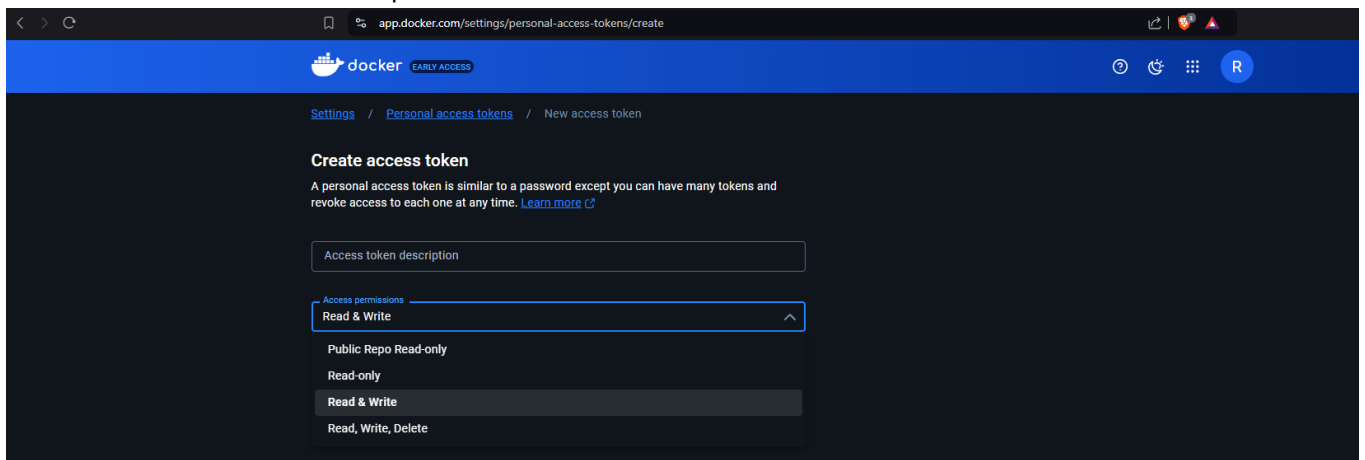 app.docker.com/settings/personal-access-tokens/create
docker EARLY ACCESS
R
Settings / Personal access tokens / New access token
Create access token
A personal access token is similar to a password except you can have many tokens and
revoke access to each one at any time. Learn more
Access token description
Access permissions
Read & Write
Public Repo Read-only
Read-only
Read & Write
Read, Write, Delete